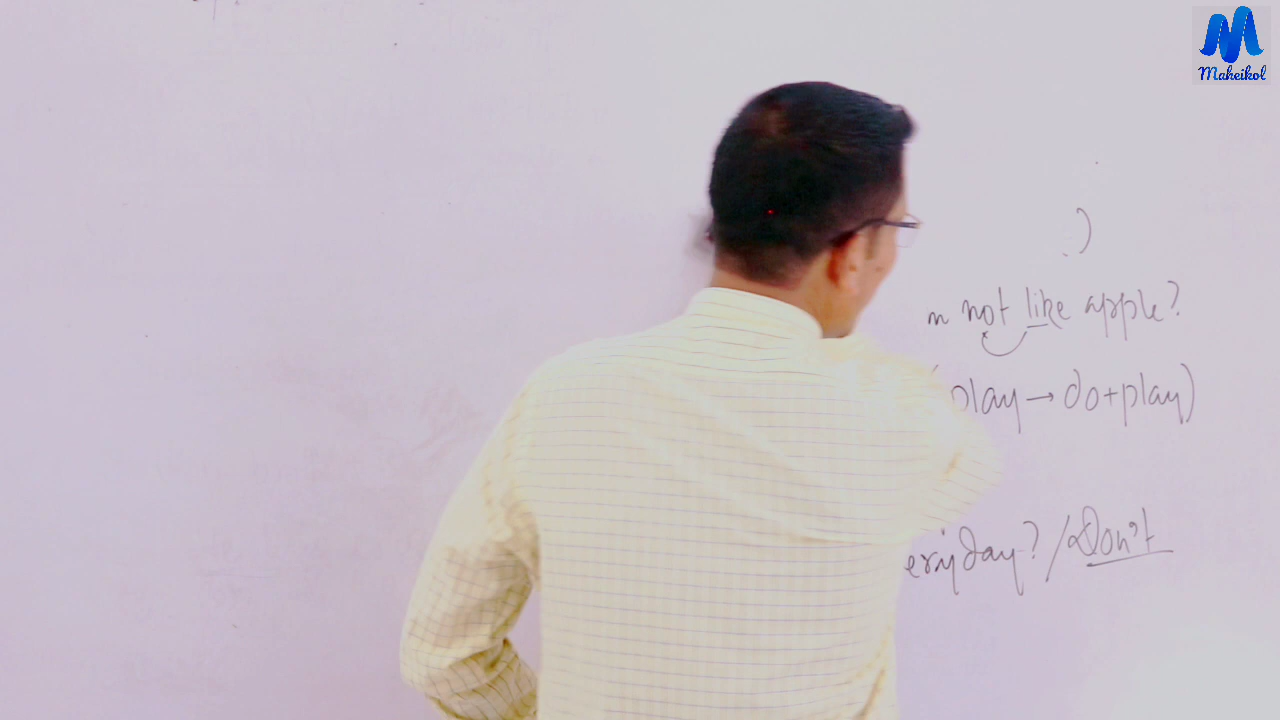 Maheikol
)
not like apple?
play → do+play)
eryday? / Don't